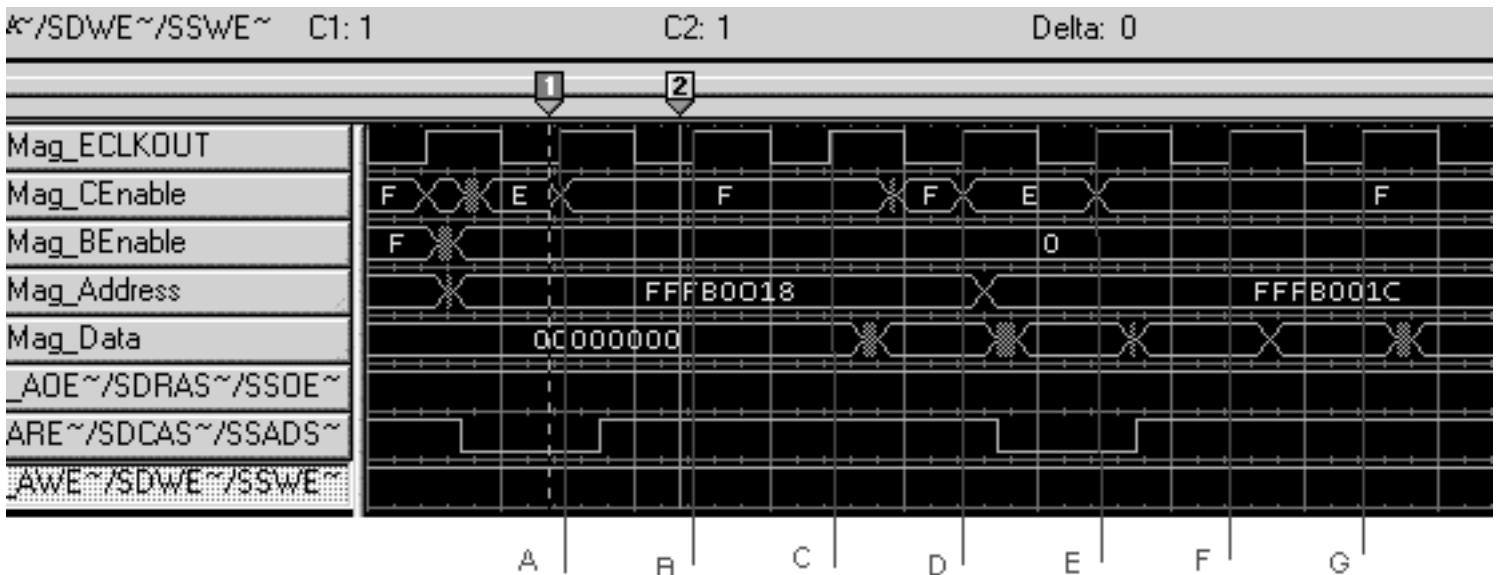 ~/SDWE~/SSWE~ C1: 1 C2: 1 Delta: 0
1 2
Mag_ECLKOUT
Mag_CEnable F E F F E F
Mag_BEnable F 0
Mag_Address FFFB0018 FFFB001C
Mag_Data 00000000
_AOE~/SDRAS~/SSOE~
ARE~/SDCAS~/SSADS~
_AWE~/SDWE~/SSWE~
A B C D E F G